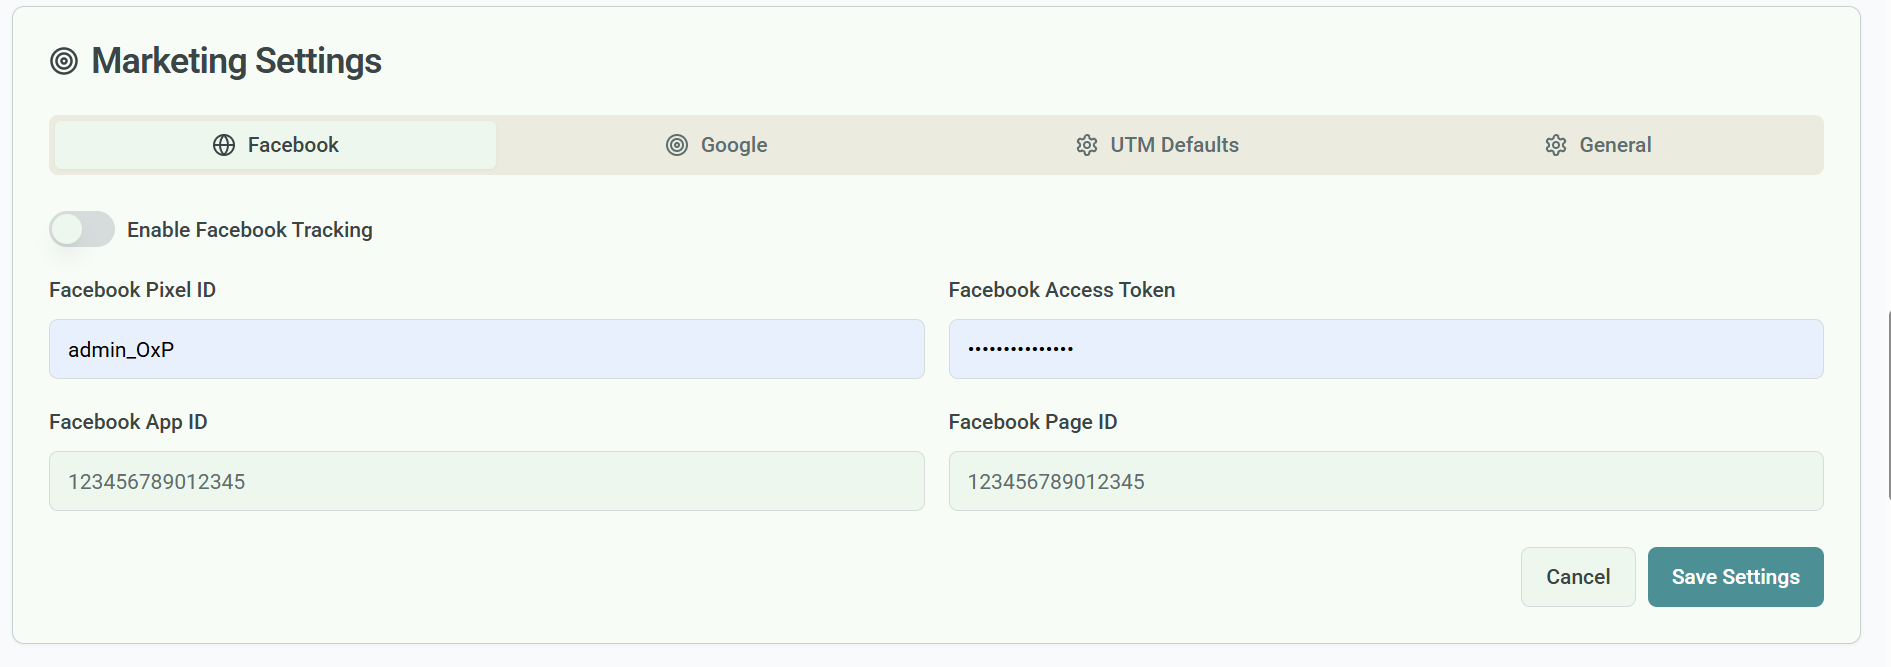 Marketing Settings
Facebook
Google
UTM Defaults
General
Enable Facebook Tracking
Facebook Pixel ID
Facebook Access Token
admin_OxP
•••••••••••••••
Facebook App ID
Facebook Page ID
123456789012345
123456789012345
Cancel
Save Settings